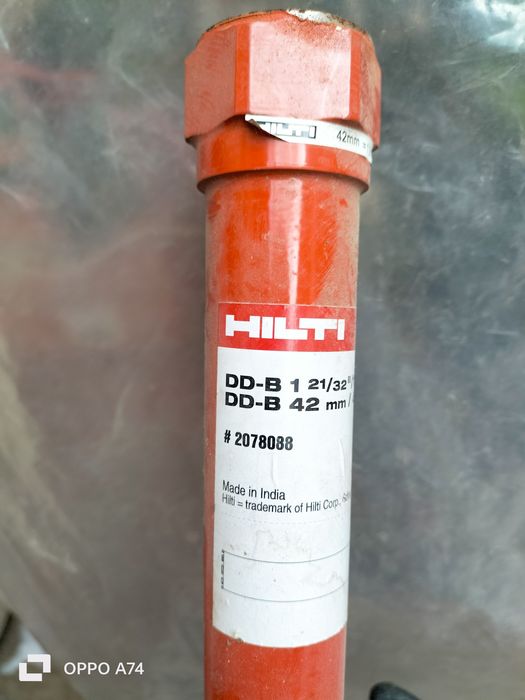 HILTI
42mm =
HILTI
DD-B 1 21/32"
DD-B 42 mm/
# 2078088
Made in India
Hilti = trademark of Hilti Corp.,
OPPO A74